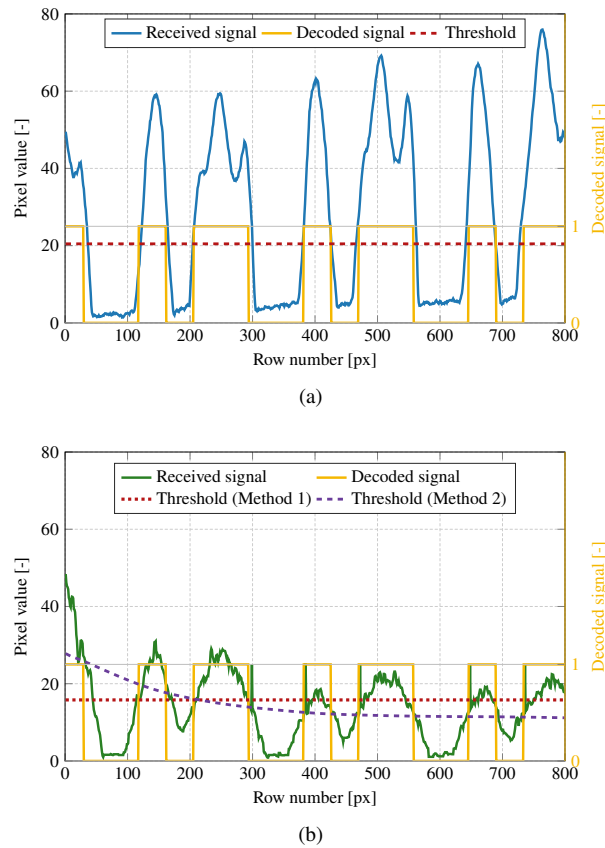 Received signal Decoded signal Threshold
80
60
40
20
0
Pixel value [-]
1
0
Decoded signal [-]
0 100 200 300 400 500 600 700 800
Row number [px]
(a)
Received signal Decoded signal
Threshold (Method 1) Threshold (Method 2)
80
60
40
20
0
Pixel value [-]
1
0
Decoded signal [-]
0 100 200 300 400 500 600 700 800
Row number [px]
(b)